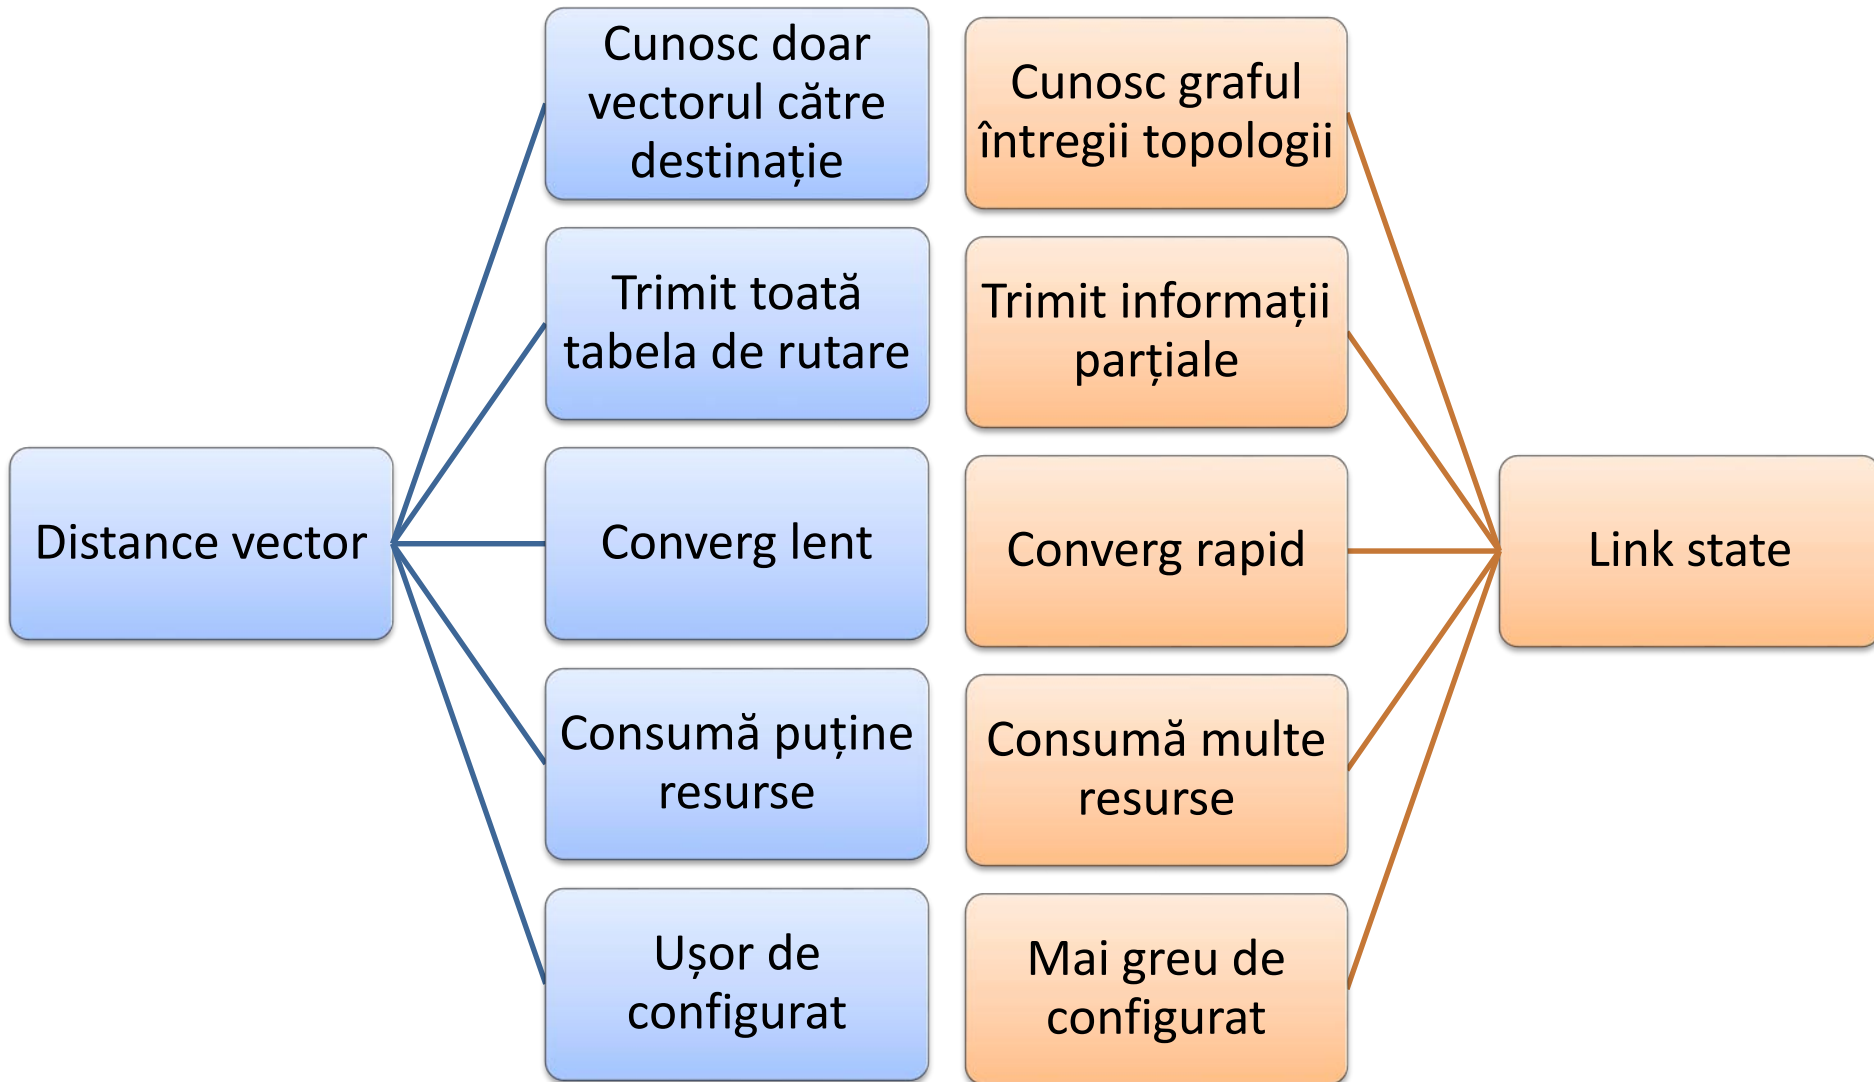 Distance vector
Cunosc doar
vectorul către
destinație
Trimit toată
tabela de rutare
Converg lent
Consumă puține
resurse
Ușor de
configurat
Cunosc graful
întregii topologii
Trimit informații
parțiale
Converg rapid
Consumă multe
resurse
Mai greu de
configurat
Link state